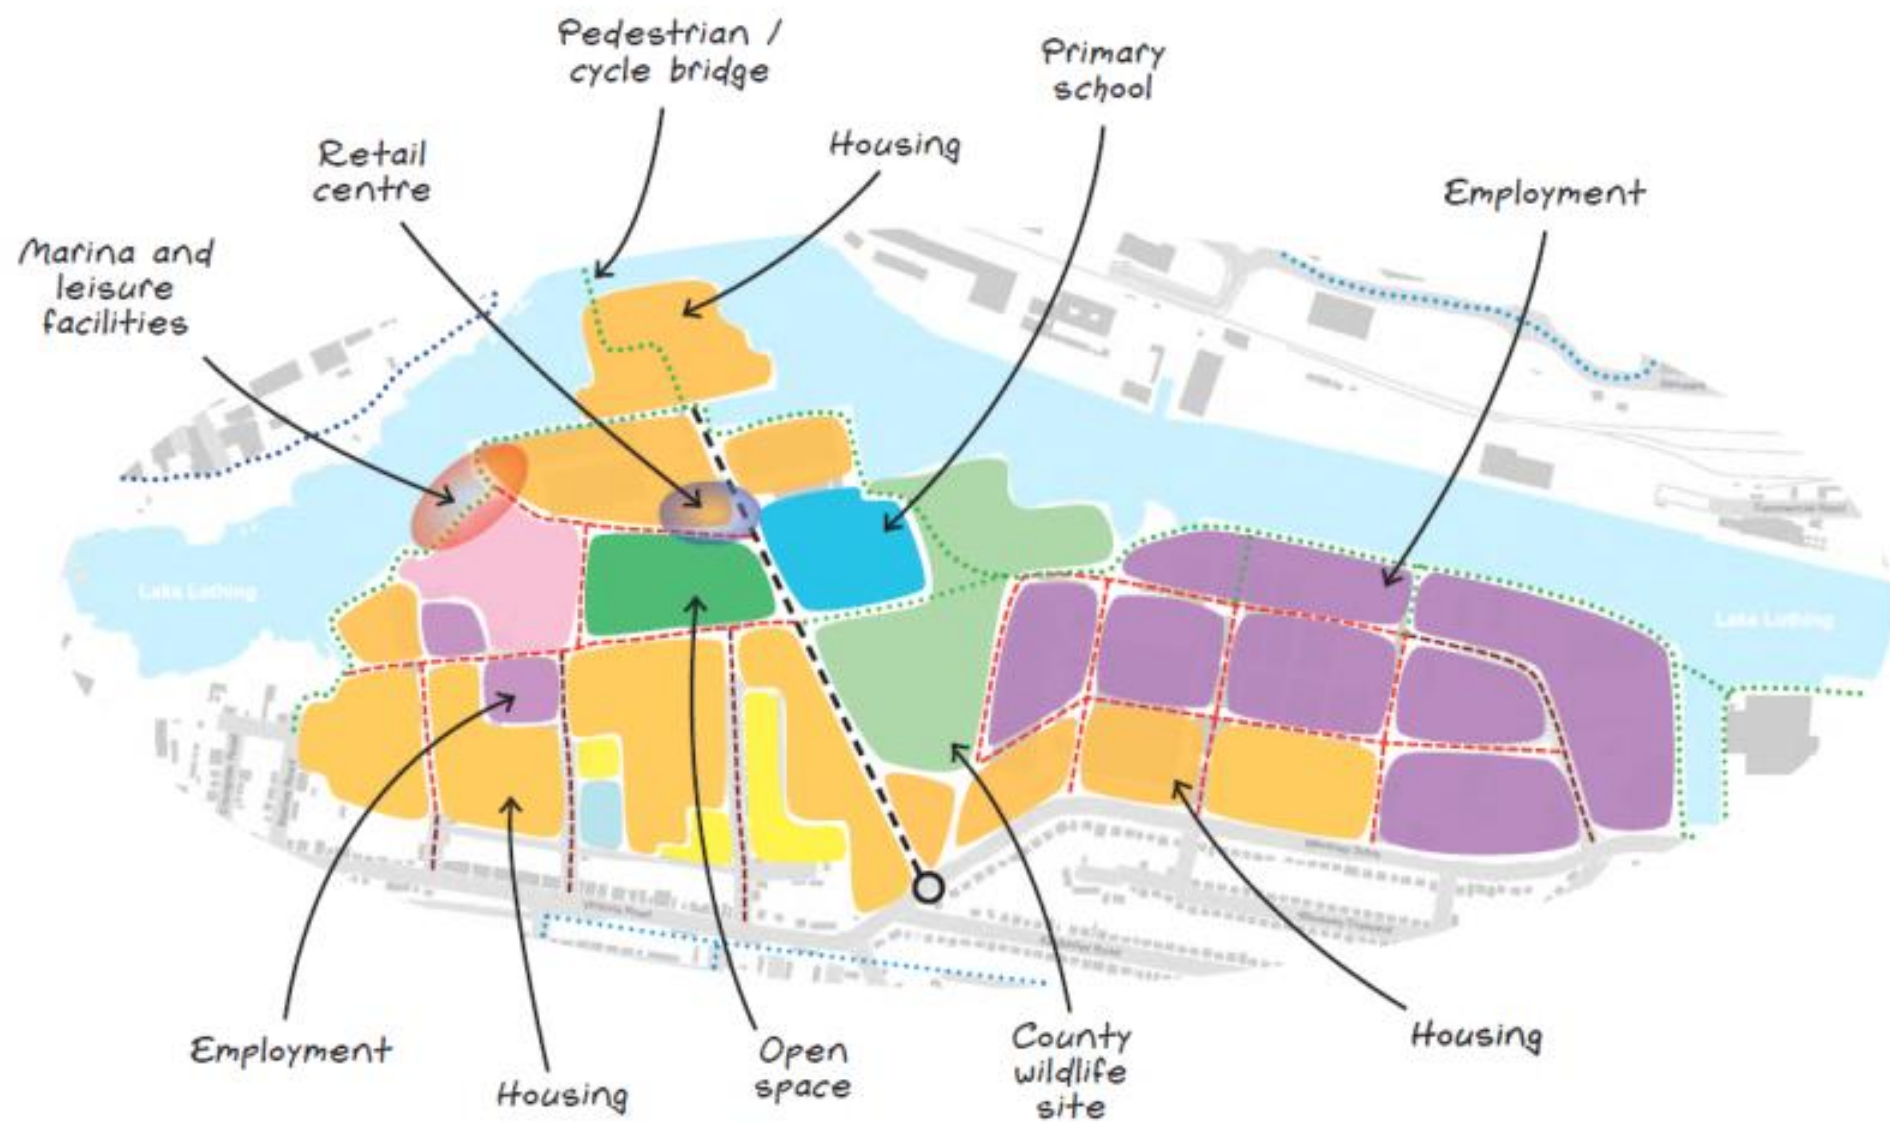 Pedestrian /
cycle bridge
Primary
school
Housing
Retail
centre
Employment
Marina and
leisure
facilities
Lake Lothing
Lake Lothing
Employment
Housing
Open
space
County
wildlife
site
Housing